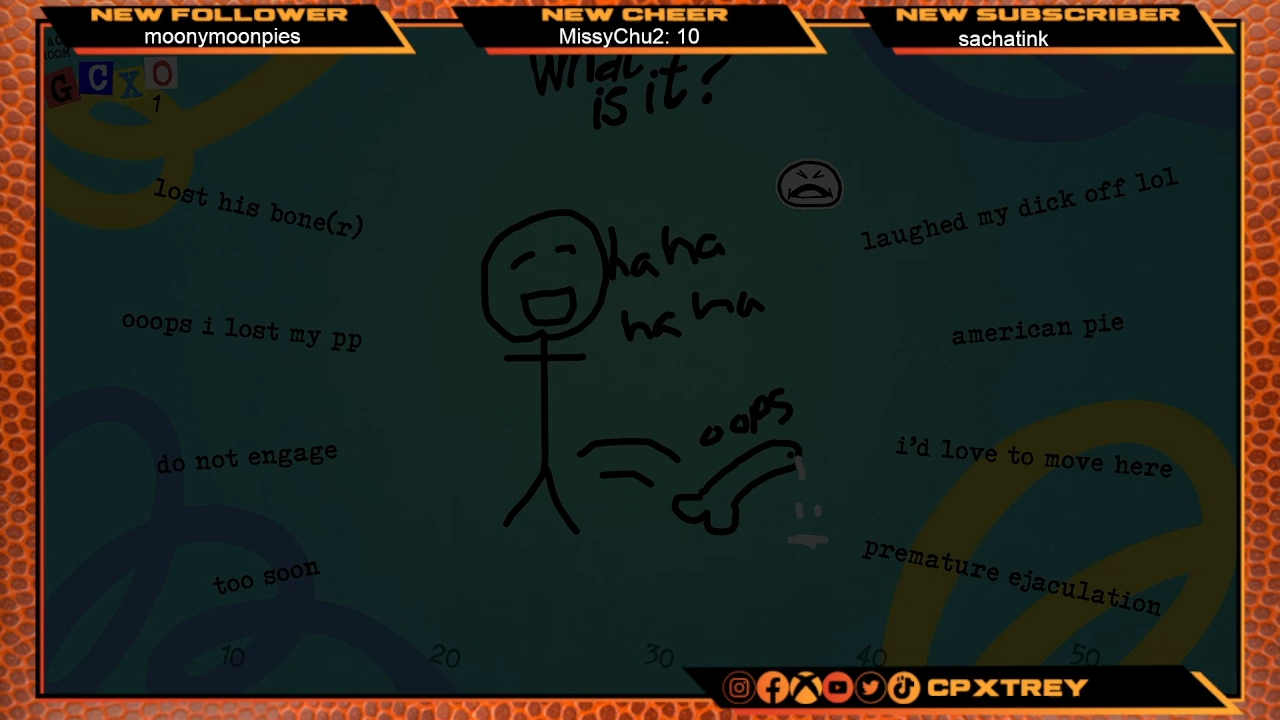 NEW FOLLOWER
moonymoonpies
NEW CHEER
MissyChu2: 10
NEW SUBSCRIBER
sachatink
GCXO
1
What
is it?
lost his bone(r)
laughed my dick off lol
haha
haha
ooops i lost my pp
american pie
oops
do not engage
i'd love to move here
too soon
premature ejaculation
10 20 30 40 50
CPXTREY